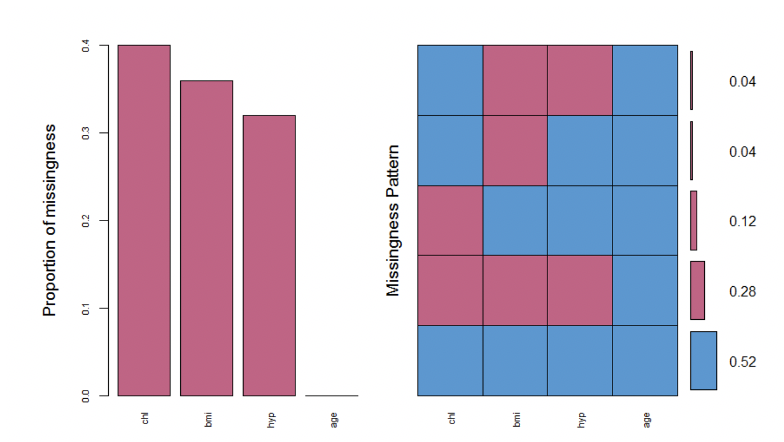 Proportion of missingness
0.4
0.3
0.2
0.1
0.0
chl bmi hyp age
Missingness Pattern
chl bmi hyp age
0.04
0.04
0.12
0.28
0.52